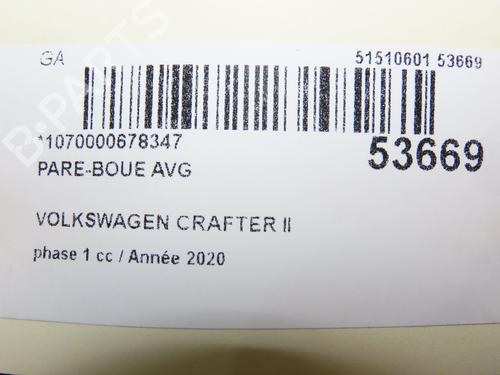 GA
51510601 53669
*1070000678347
53669
PARE-BOUE AVG
VOLKSWAGEN CRAFTER II
phase 1 cc / Année 2020
B-PARTS